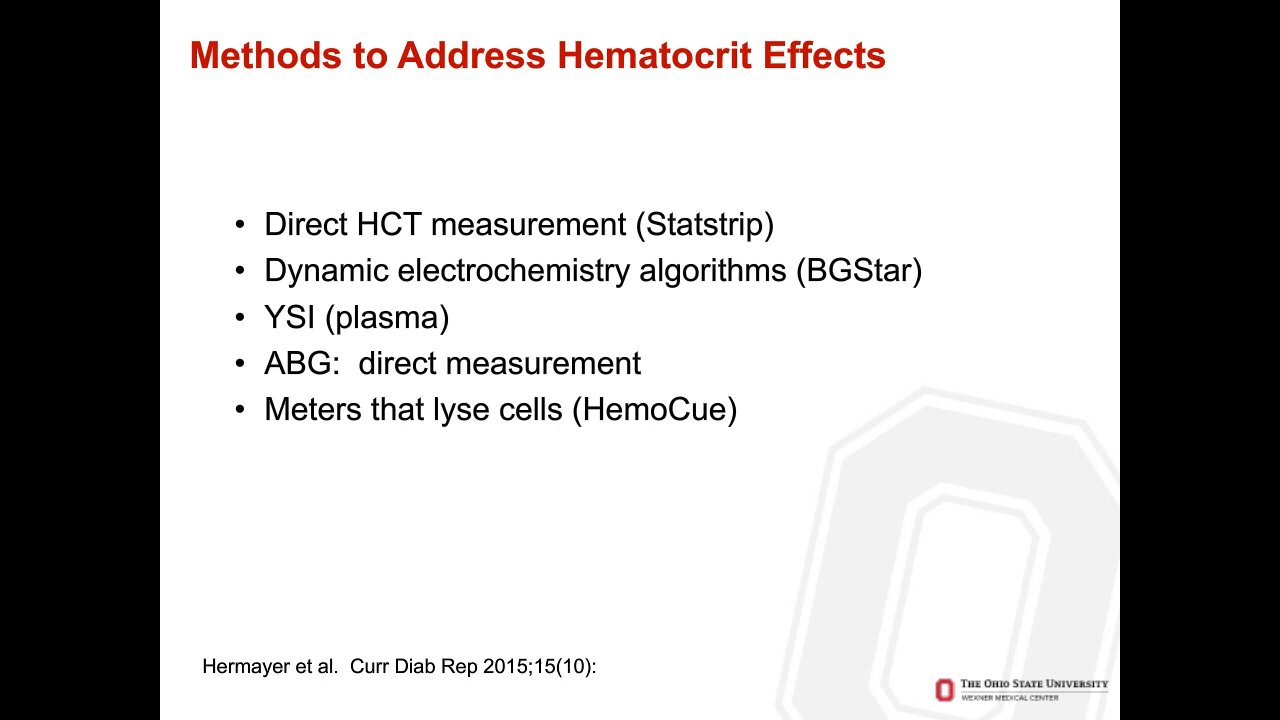 Methods to Address Hematocrit Effects
• Direct HCT measurement (Statstrip)
• Dynamic electrochemistry algorithms (BGStar)
• YSI (plasma)
• ABG:  direct measurement
• Meters that lyse cells (HemoCue)
Hermayer et al.  Curr Diab Rep 2015;15(10):
THE OHIO STATE UNIVERSITY
WEXNER MEDICAL CENTER